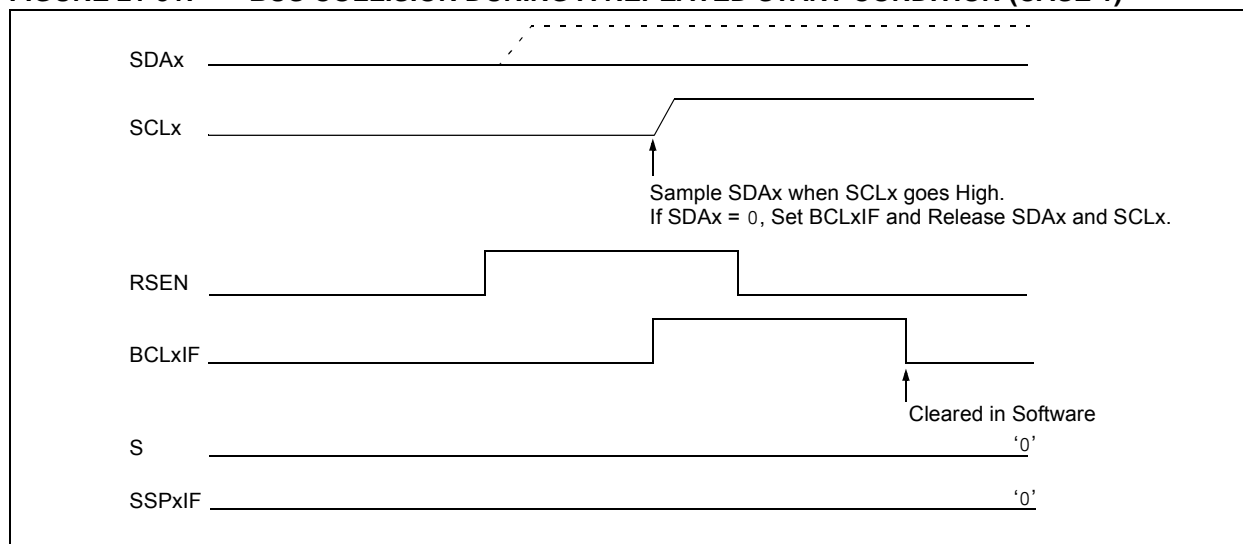 SDAx
SCLx
Sample SDAx when SCLx goes High.
If SDAx = 0, Set BCLxIF and Release SDAx and SCLx.
RSEN
BCLxIF
Cleared in Software
S
‘0’
SSPxIF
‘0’